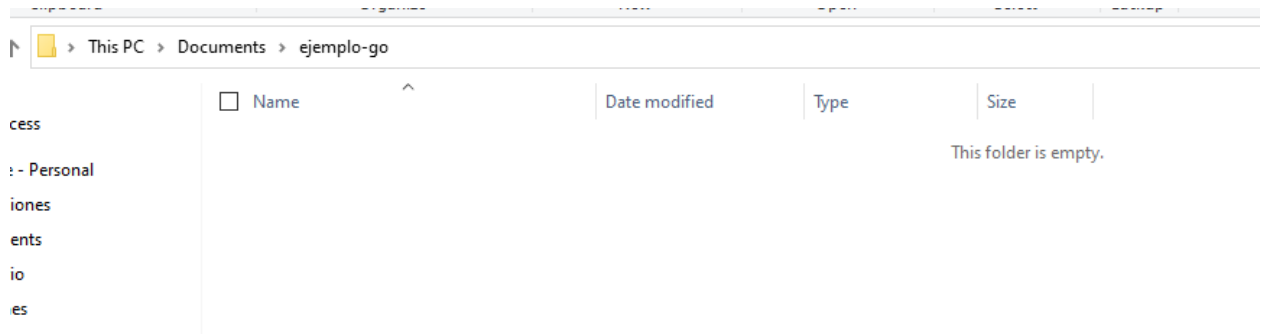 > This PC > Documents > ejemplo-go
Name Date modified Type Size
cess
This folder is empty.
- Personal
iones
ents
io
es